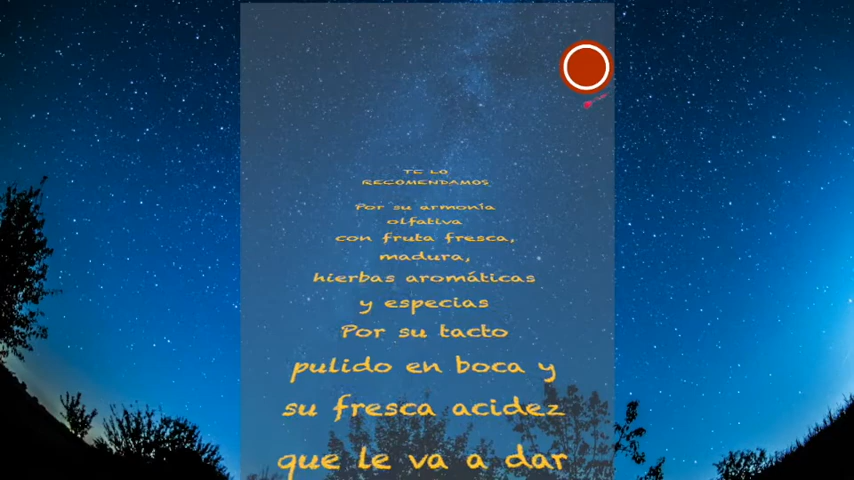 TE LO
RECOMENDAMOS
Por su armonía
olfativa
con fruta fresca,
madura,
hierbas aromáticas
y especias
Por su tacto
pulido en boca y
su fresca acidez
que le va a dar